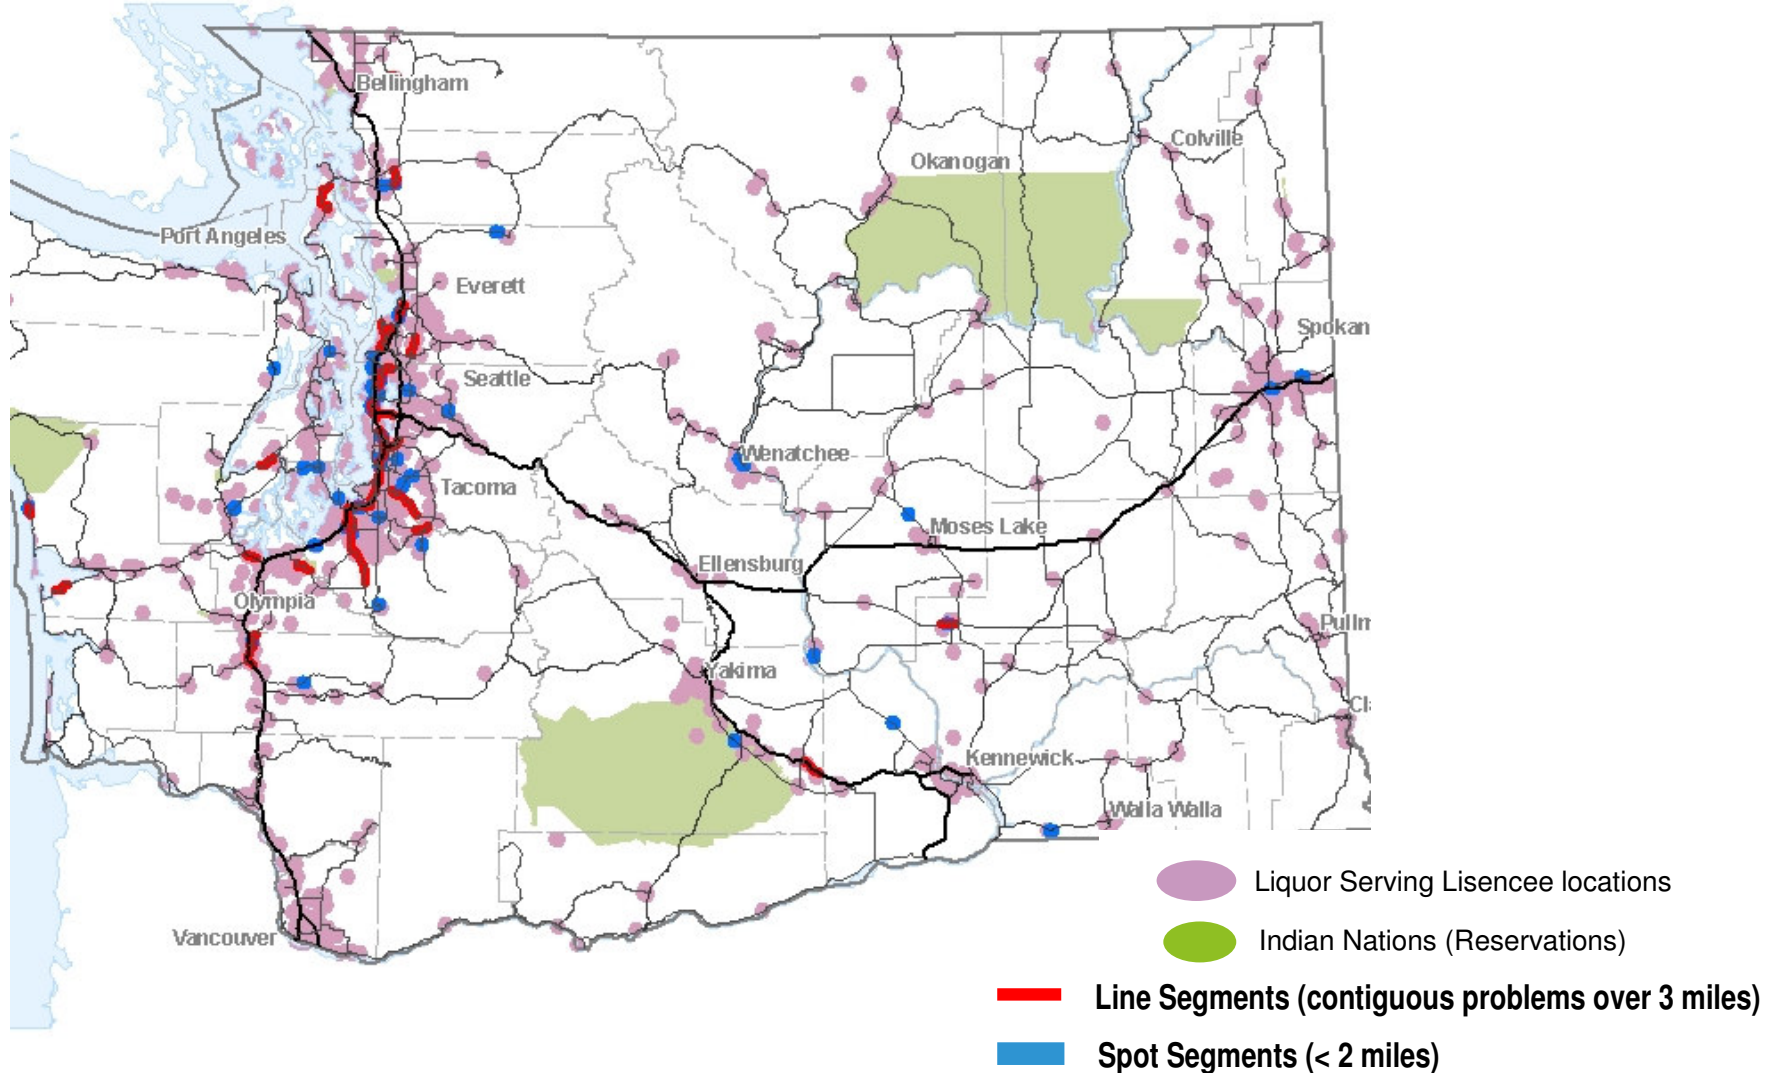 Bellingham
Colville
Okanogan
Port Angeles
Everett
Spokan
Seattle
Wenatchee
Tacoma
Moses Lake
Ellensburg
Olympia
Pullm
Yakima
Cl
Kennewick
Walla Walla
Vancouver
Liquor Serving Lisencee locations
Indian Nations (Reservations)
Line Segments (contiguous problems over 3 miles)
Spot Segments (< 2 miles)